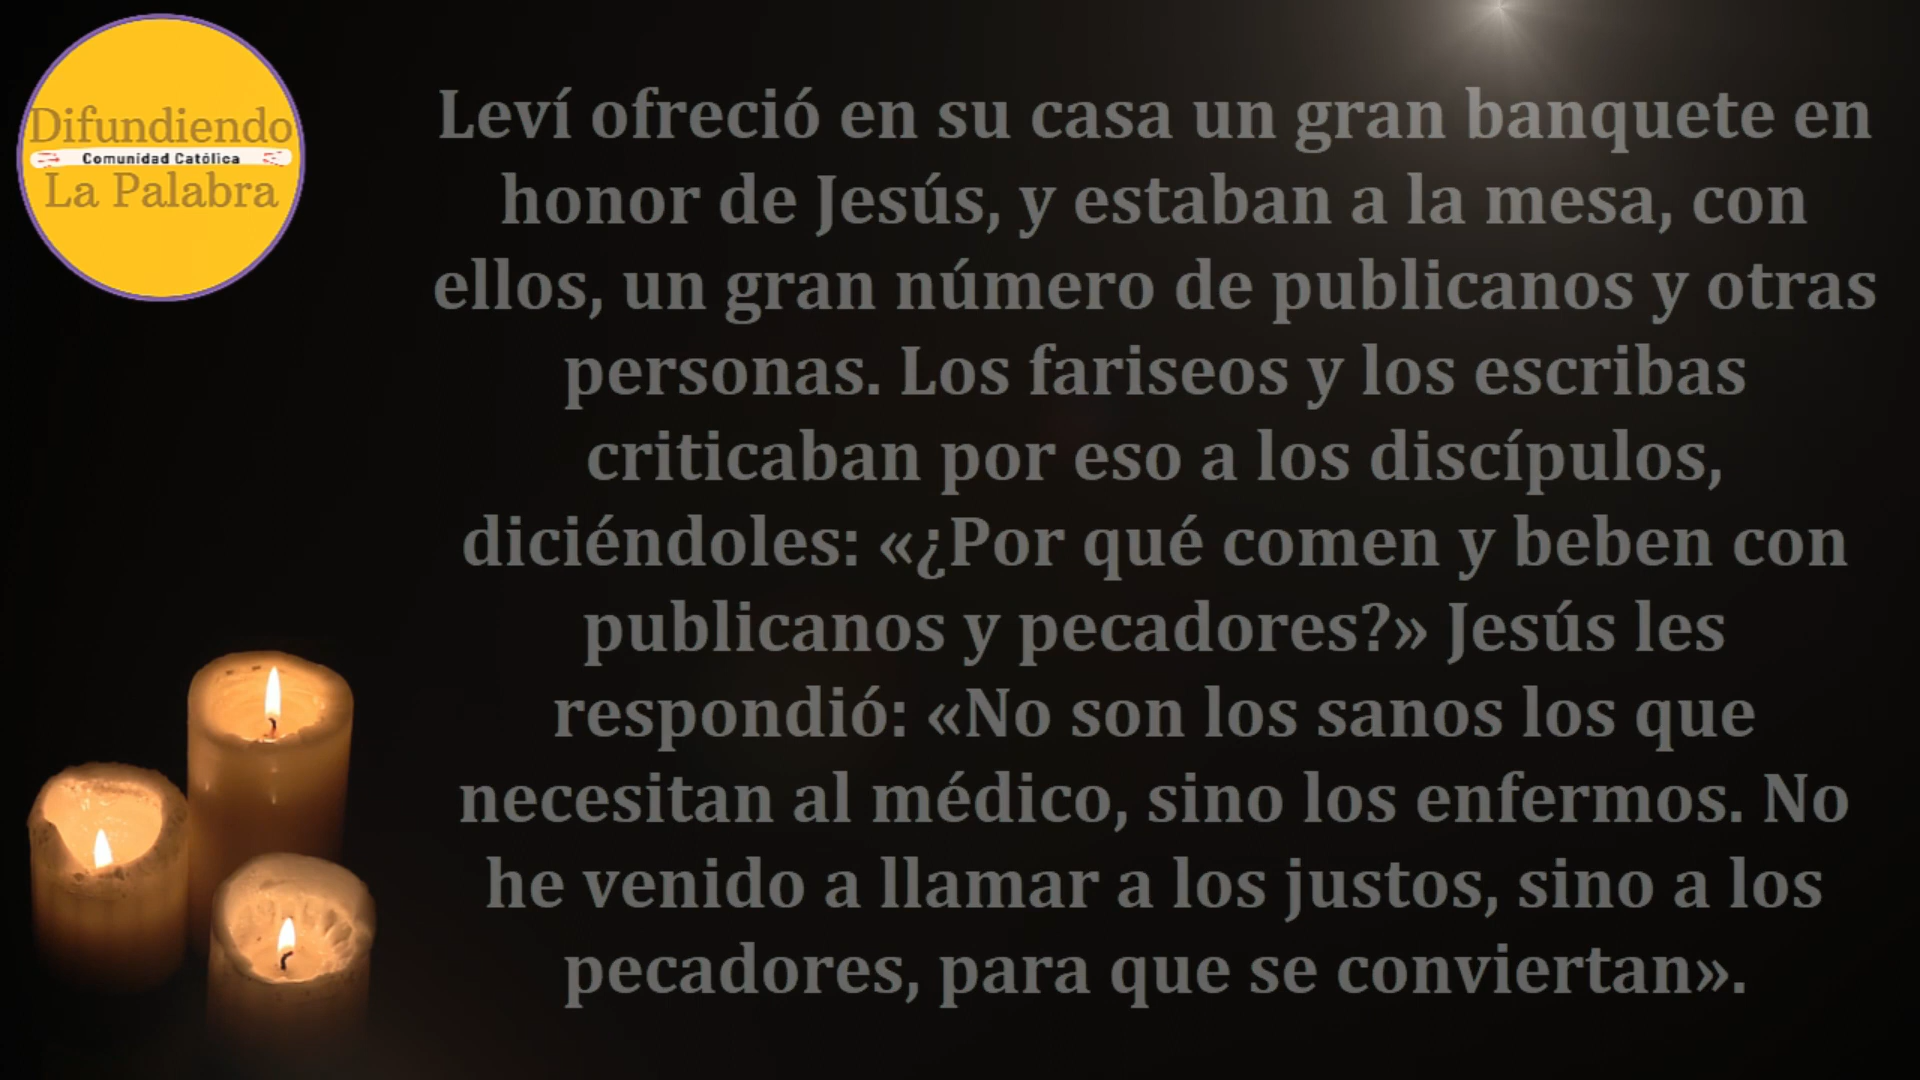 Difundiendo
Comunidad Católica
La Palabra
Leví ofreció en su casa un gran banquete en
honor de Jesús, y estaban a la mesa, con
ellos, un gran número de publicanos y otras
personas. Los fariseos y los escribas
criticaban por eso a los discípulos,
diciéndoles: «¿Por qué comen y beben con
publicanos y pecadores?» Jesús les
respondió: «No son los sanos los que
necesitan al médico, sino los enfermos. No
he venido a llamar a los justos, sino a los
pecadores, para que se conviertan».